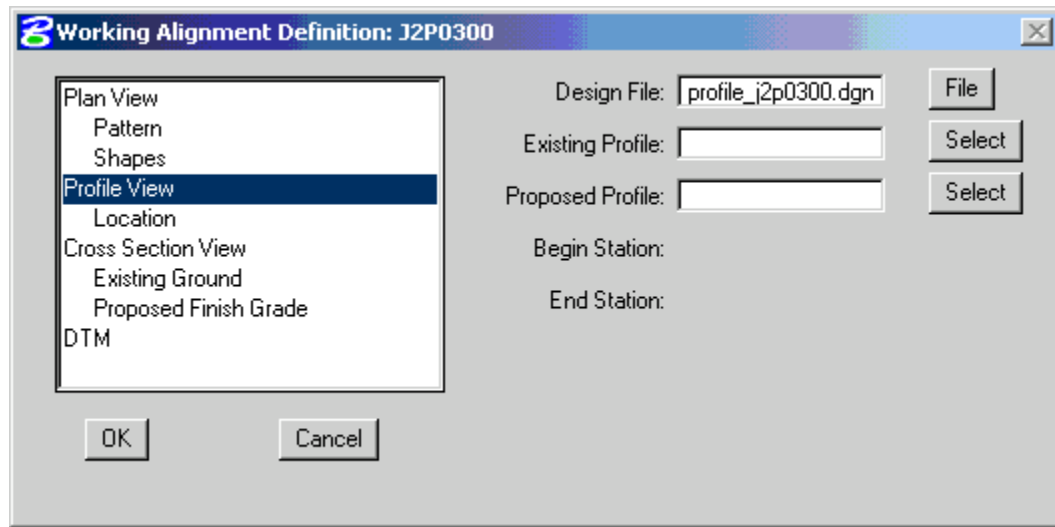 Working Alignment Definition: J2P0300
Plan View
Pattern
Shapes
Profile View
Location
Cross Section View
Existing Ground
Proposed Finish Grade
DTM
Design File: profile_j2p0300.dgn File
Existing Profile: Select
Proposed Profile: Select
Begin Station:
End Station:
OK Cancel